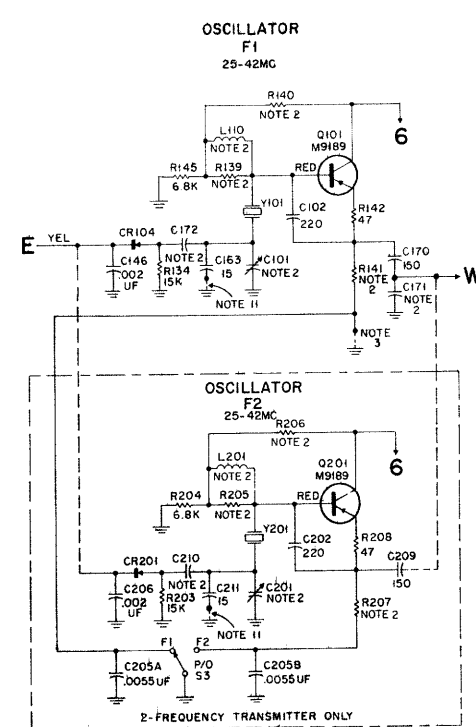 OSCILLATOR
F1
25-42MC
R140
NOTE 2
6
L110
NOTE 2
Q101
M9189
R145
6.8K
R139
NOTE 2
RED
Y101
C102
220
R142
47
E
YEL
CR104
C172
NOTE 2
C146
.002
UF
R134
15K
C163
15
C101
NOTE 2
NOTE 11
R141
NOTE
2
C170
150
C171
NOTE
2
W
NOTE
3
OSCILLATOR
F2
25-42MC
R206
NOTE 2
6
L201
NOTE 2
Q201
M9189
R204
6.8K
R205
NOTE 2
RED
Y201
C202
220
R208
47
C209
150
CR201
C210
NOTE 2
C206
.002
UF
R203
15K
C211
15
C201
NOTE 2
NOTE 11
R207
NOTE 2
F1
F2
P/O
S3
C205A
.0055UF
C205B
.0055UF
2-FREQUENCY TRANSMITTER ONLY